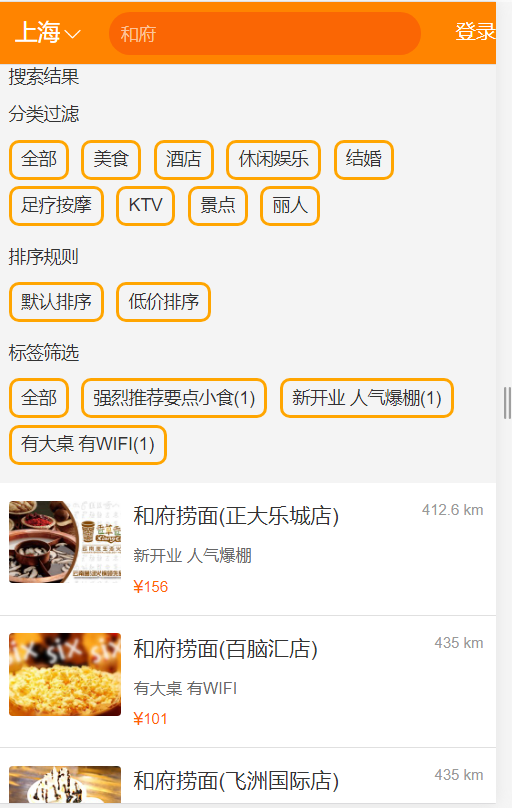 上海 和府 登录
搜索结果
分类过滤
全部 美食 酒店 休闲娱乐 结婚
足疗按摩 KTV 景点 丽人
排序规则
默认排序 低价排序
标签筛选
全部 强烈推荐要点小食(1) 新开业 人气爆棚(1)
有大桌 有WIFI(1)
和府捞面(正大乐城店) 412.6 km
新开业 人气爆棚
¥156
和府捞面(百脑汇店) 435 km
six six
有大桌 有WIFI
¥101
和府捞面(飞洲国际店) 435 km